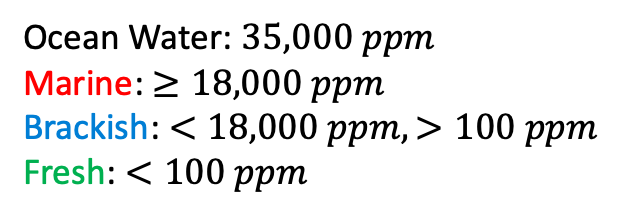 Ocean Water: 35,000 ppm
Marine: ≥ 18,000 ppm
Brackish: < 18,000 ppm, > 100 ppm
Fresh: < 100 ppm